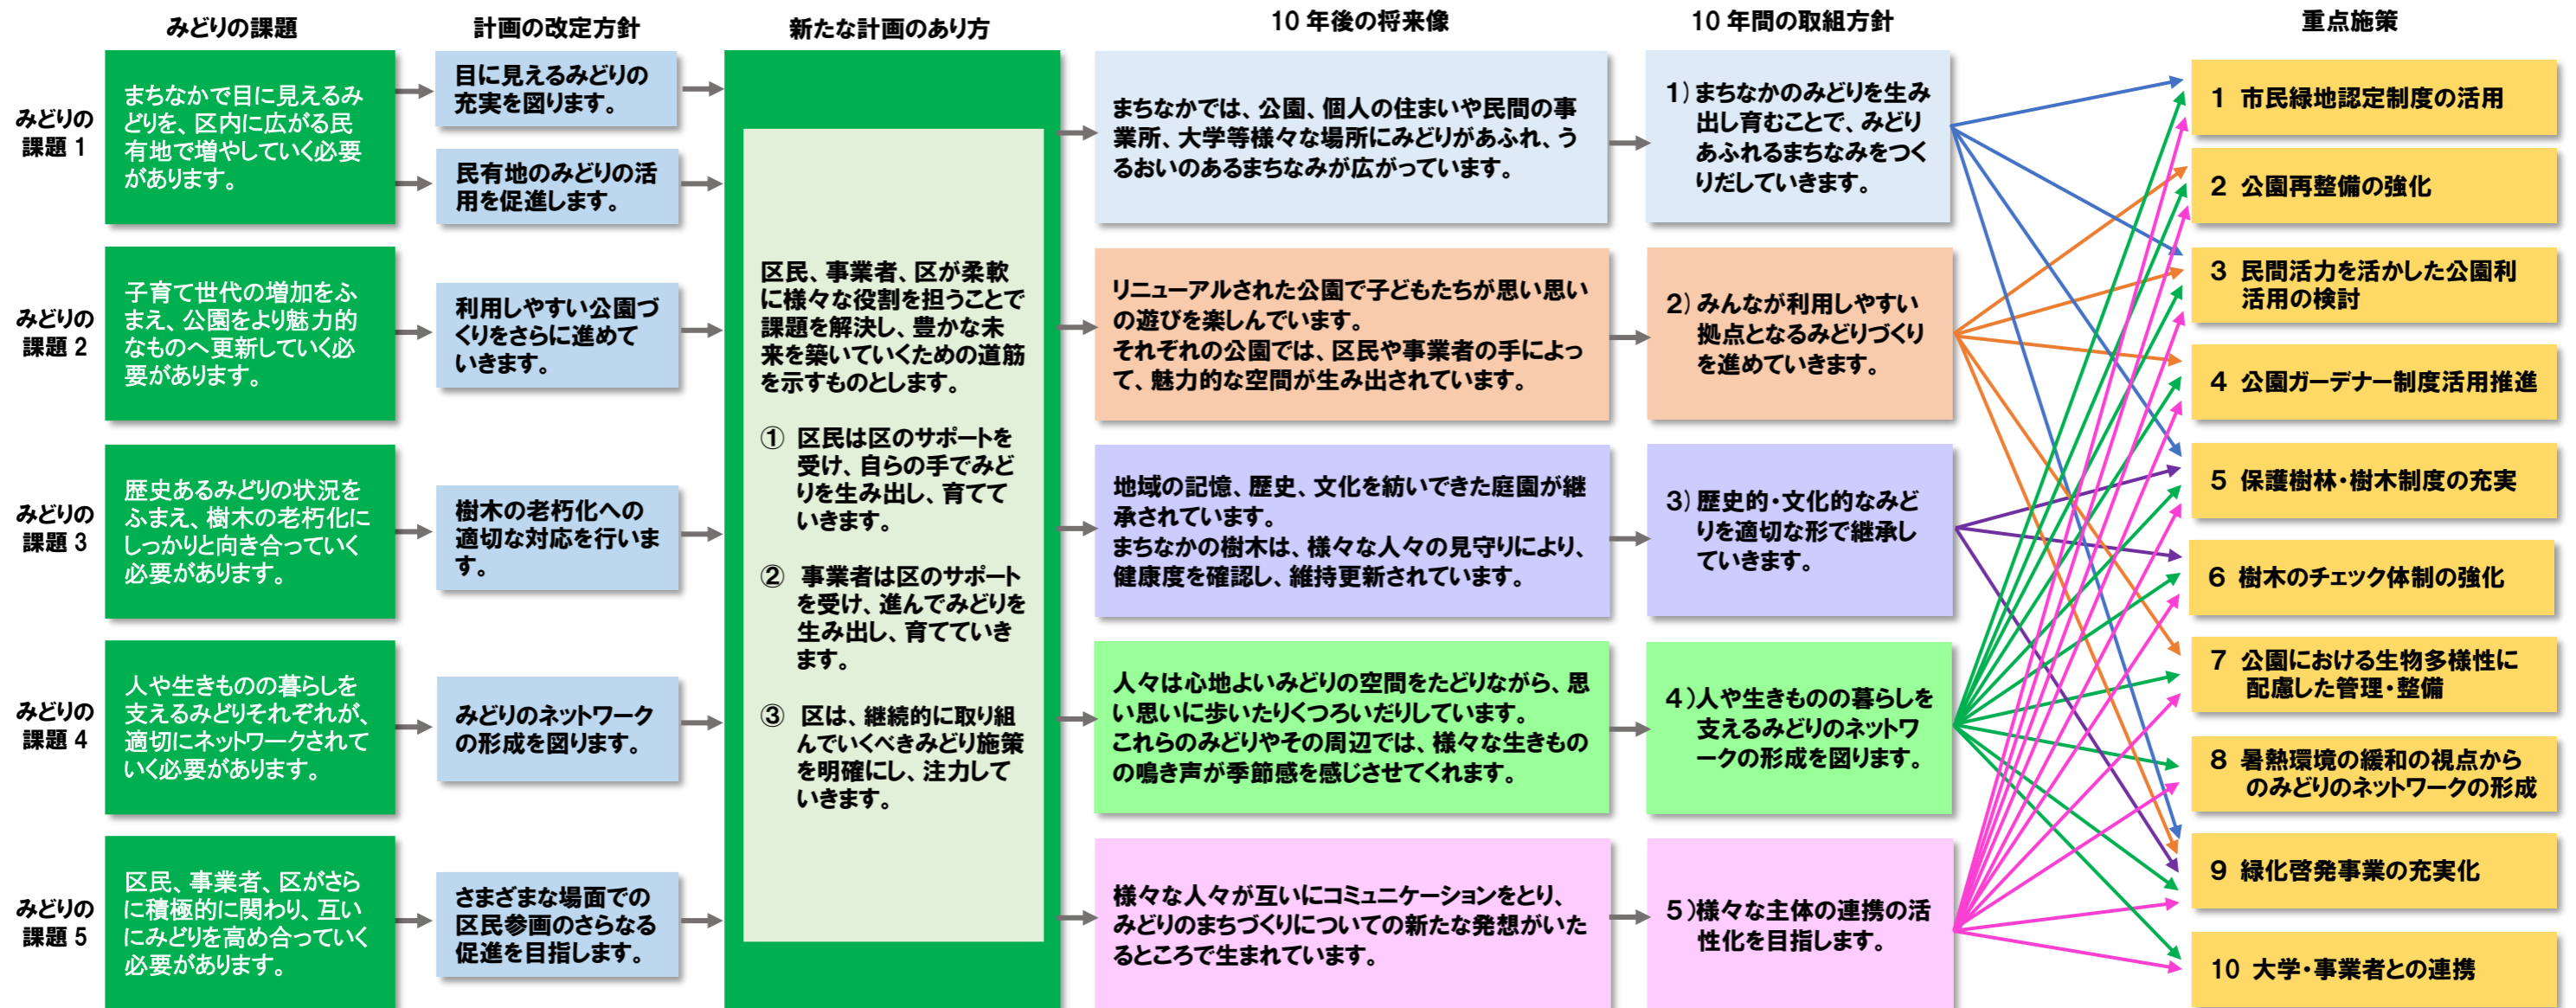 みどりの課題
計画の改定方針
新たな計画のあり方
10 年後の将来像
10 年間の取組方針
重点施策
みどりの
課題 1
まちなかで目に見えるみ
どりを、区内に広がる民
有地で増やしていく必要
があります。
目に見えるみどりの
充実を図ります。
民有地のみどりの活
用を促進します。
みどりの
課題 2
子育て世代の増加をふ
まえ、公園をより魅力的
なものへ更新していく必
要があります。
利用しやすい公園づ
くりをさらに進めて
いきます。
みどりの
課題 3
歴史あるみどりの状況を
ふまえ、樹木の老朽化に
しっかりと向き合っていく
必要があります。
樹木の老朽化への
適切な対応を行いま
す。
みどりの
課題 4
人や生きものの暮らしを
支えるみどりそれぞれが、
適切にネットワークされて
いく必要があります。
みどりのネットワーク
の形成を図ります。
みどりの
課題 5
区民、事業者、区がさら
に積極的に関わり、互い
にみどりを高め合っていく
必要があります。
さまざまな場面での
区民参画のさらなる
促進を目指します。
区民、事業者、区が柔軟
に様々な役割を担うことで
課題を解決し、豊かな未
来を築いていくための道筋
を示すものとします。
① 区民は区のサポートを
受け、自らの手でみど
りを生み出し、育てて
いきます。
② 事業者は区のサポート
を受け、進んでみどりを
生み出し、育てていき
ます。
③ 区は、継続的に取り組
んでいくべきみどり施策
を明確にし、注力して
いきます。
まちなかでは、公園、個人の住まいや民間の事
業所、大学等様々な場所にみどりがあふれ、う
るおいのあるまちなみが広がっています。
リニューアルされた公園で子どもたちが思い思い
の遊びを楽しんでいます。
それぞれの公園では、区民や事業者の手によっ
て、魅力的な空間が生み出されています。
地域の記憶、歴史、文化を紡いできた庭園が継
承されています。
まちなかの樹木は、様々な人々の見守りにより、
健康度を確認し、維持更新されています。
人々は心地よいみどりの空間をたどりながら、思
い思いに歩いたりくつろいだりしています。
これらのみどりやその周辺では、様々な生きもの
の鳴き声が季節感を感じさせてくれます。
様々な人々が互いにコミュニケーションをとり、
みどりのまちづくりについての新たな発想がいた
るところで生まれています。
1）まちなかのみどりを生み
出し育むことで、みどり
あふれるまちなみをつく
りだしていきます。
2）みんなが利用しやすい
拠点となるみどりづくり
を進めていきます。
3）歴史的・文化的なみど
りを適切な形で継承し
ていきます。
4）人や生きものの暮らしを
支えるみどりのネットワ
ークの形成を図ります。
5）様々な主体の連携の活
性化を目指します。
1 市民緑地認定制度の活用
2 公園再整備の強化
3 民間活力を活かした公園利
活用の検討
4 公園ガーデナー制度活用推進
5 保護樹林・樹木制度の充実
6 樹木のチェック体制の強化
7 公園における生物多様性に
配慮した管理・整備
8 暑熱環境の緩和の視点から
のみどりのネットワークの形成
9 緑化啓発事業の充実化
10 大学・事業者との連携